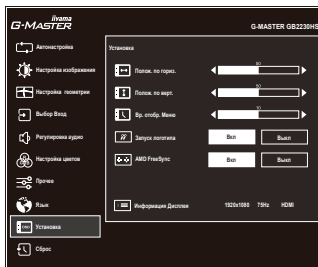 iiyama
G-MASTER
G-MASTER GB2230HS
Автонастройка
Настройка изображения
Настройка геометрии
Выбор Вход
Регулировка аудио
Настройка цветов
Прочее
Язык
OSD
Установка
Сброс
Установка
50
Полож. по гориз.
50
Полож. по верт.
10
Вр. отобр. Меню
Запуск логотипа
Вкл
Выкл
AMD FreeSync
Вкл
Выкл
Информация Дисплея
1920x1080 75Hz HDMI